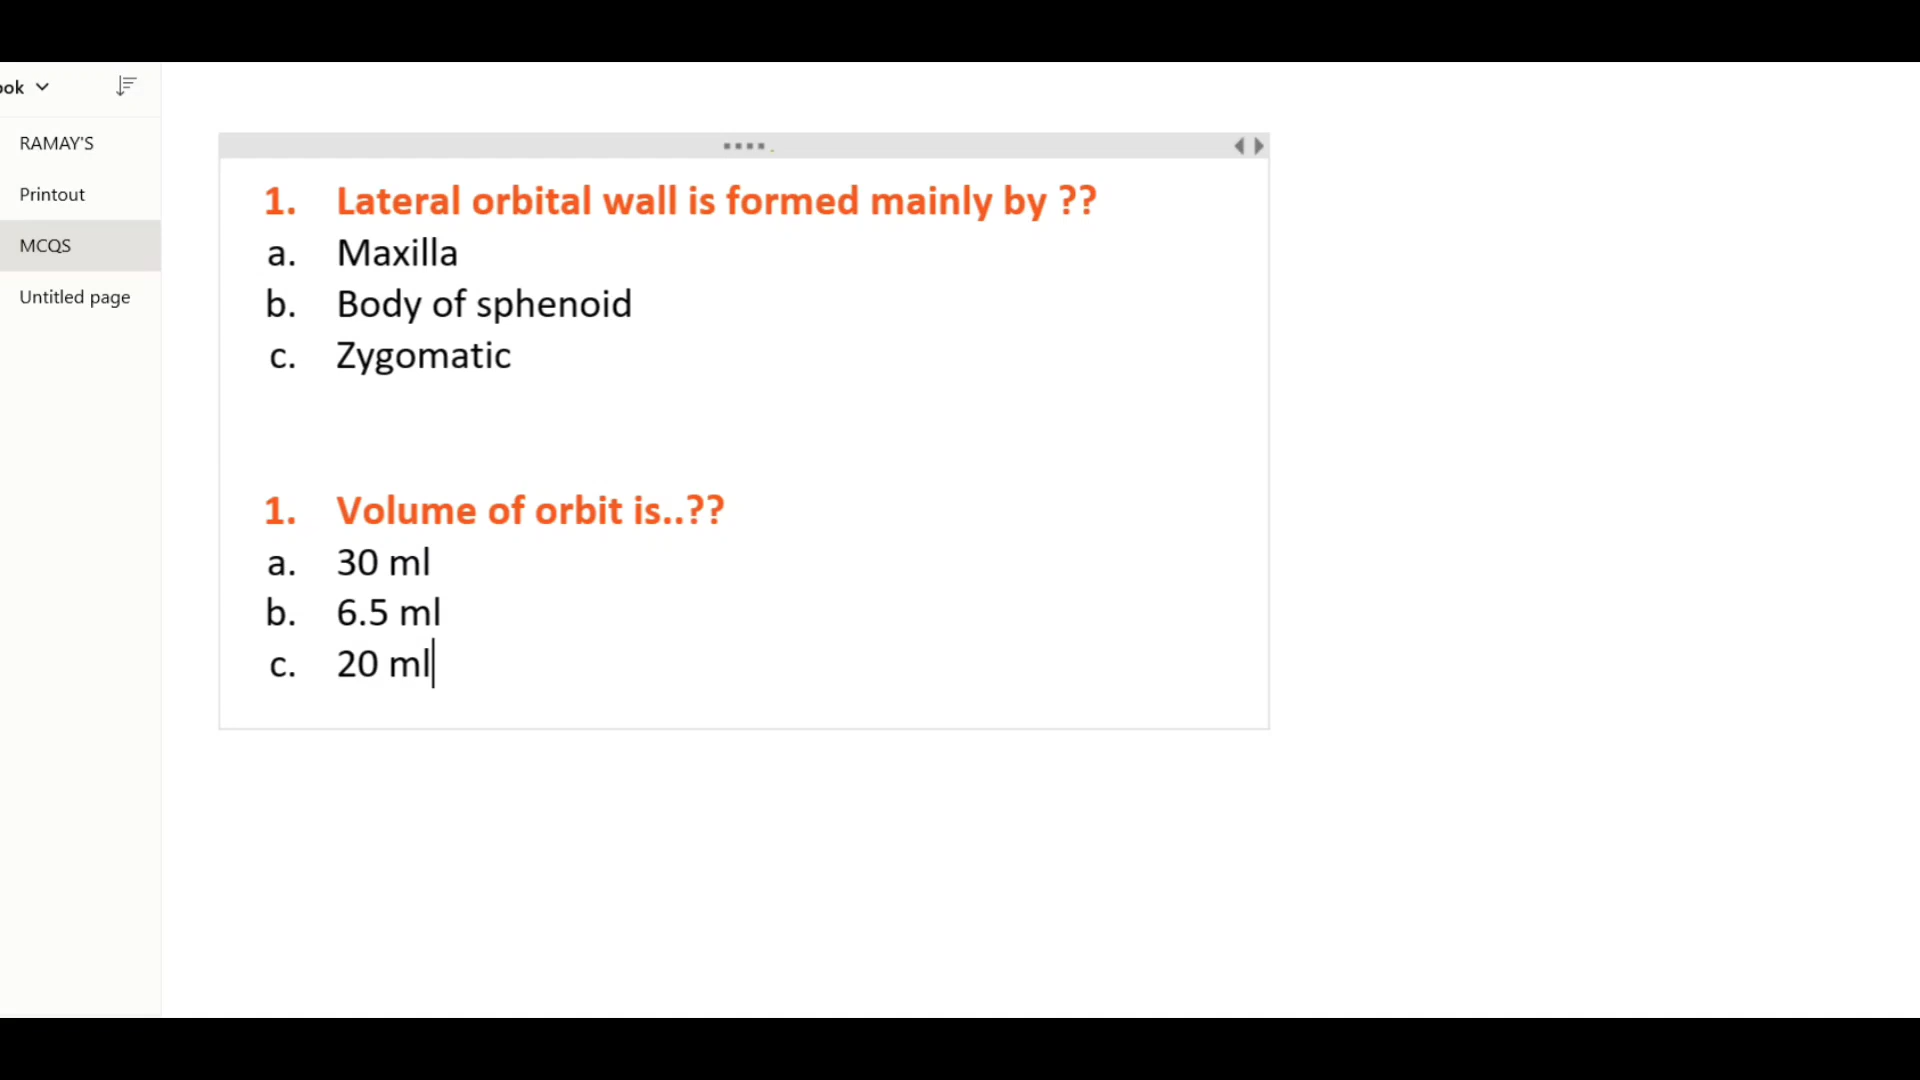 ook
RAMAY'S
Printout
MCQS
Untitled page
1. Lateral orbital wall is formed mainly by ??
a. Maxilla
b. Body of sphenoid
c. Zygomatic
1. Volume of orbit is..??
a. 30 ml
b. 6.5 ml
c. 20 ml